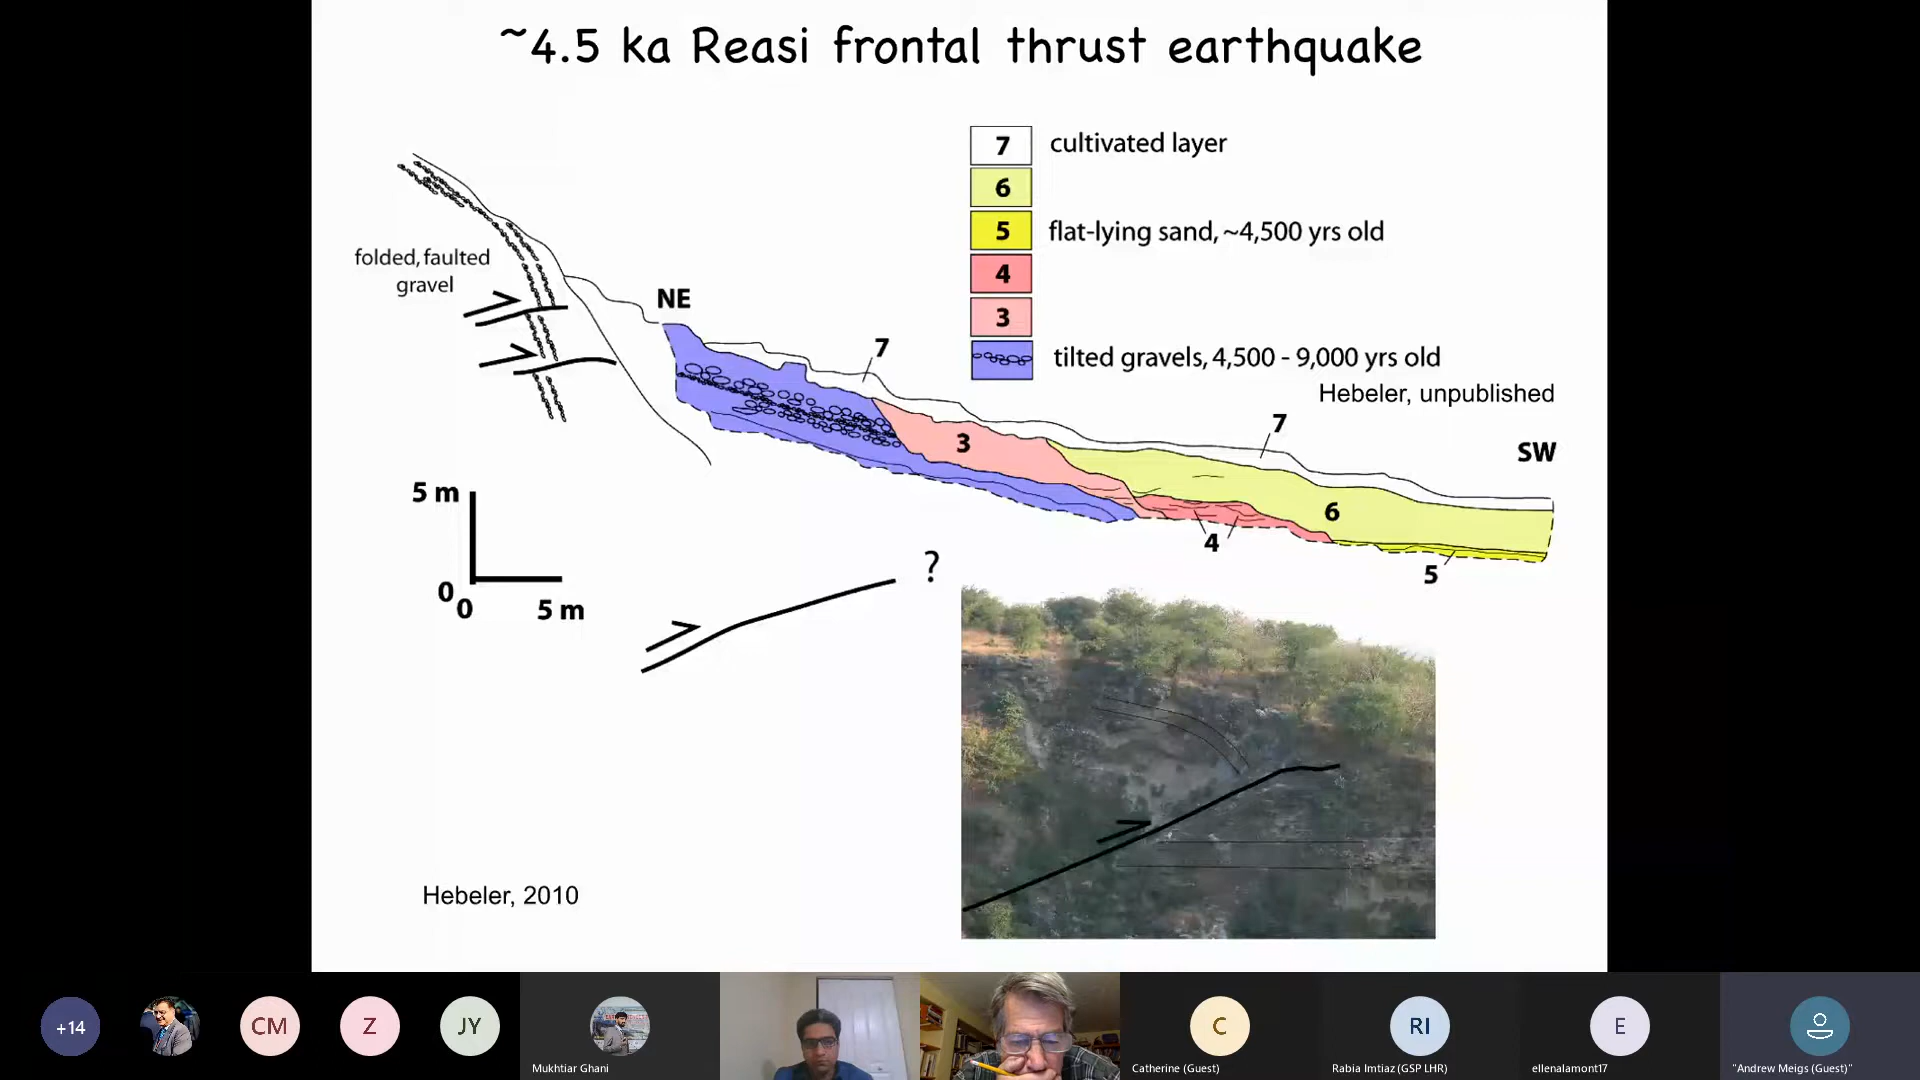 ~4.5 ka Reasi frontal thrust earthquake
7 cultivated layer
6
5 flat-lying sand, ~4,500 yrs old
4
3
tilted gravels, 4,500 - 9,000 yrs old
Hebeler, unpublished
folded, faulted
gravel
NE
7
3
7
SW
6
4
5
5 m
0
0
5 m
?
Hebeler, 2010
+14
CM
Z
JY
Mukhtiar Ghani
C
Catherine (Guest)
RI
Rabia Imtiaz (GSP LHR)
E
ellenalamont17
"Andrew Meigs (Guest)"